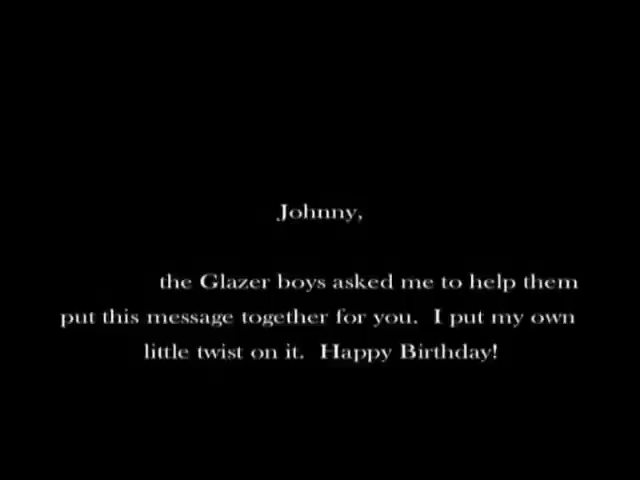 Johnny,
the Glazer boys asked me to help them
put this message together for you.  I put my own
little twist on it.  Happy Birthday!